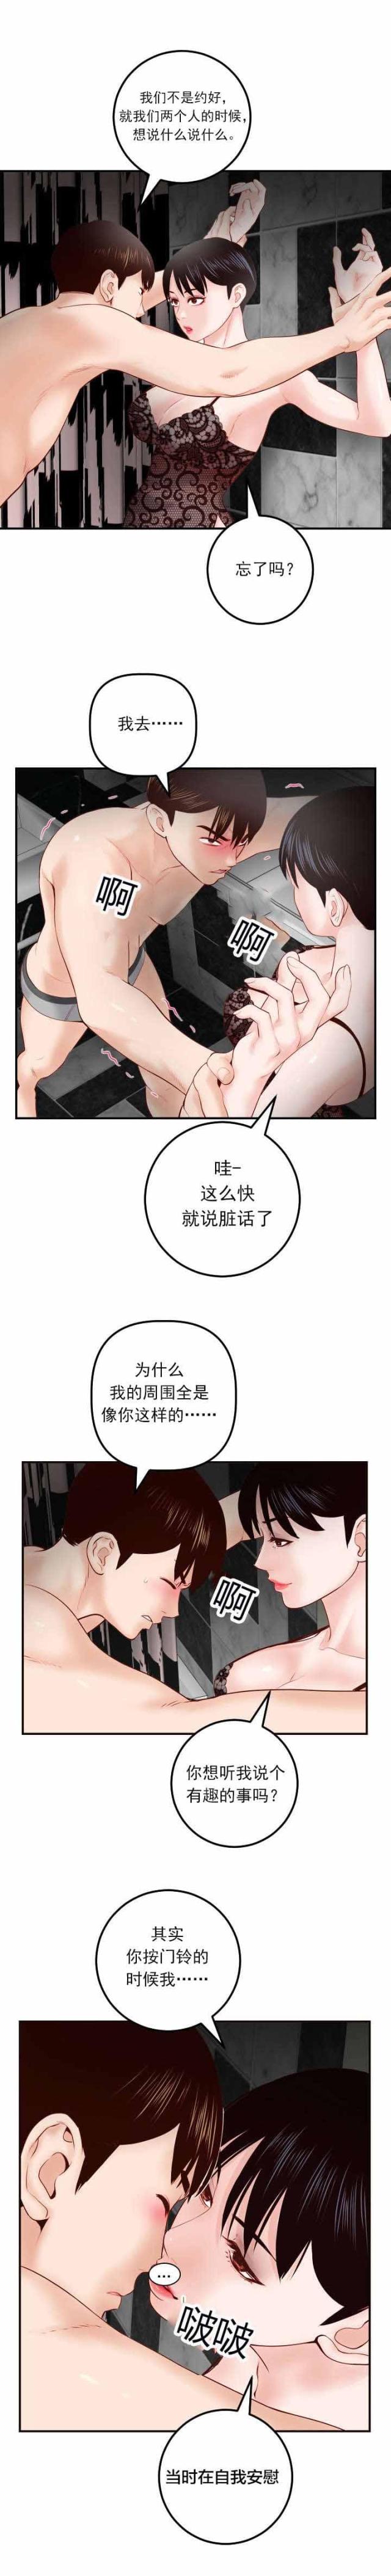 我们不是约好，
就我们两个人的时候，
想说什么说什么。
忘了吗？
我去……
啊
啊
哇-
这么快
就说脏话了
为什么
我的周围全是
像你这样的……
啊
你想听我说个
有趣的事吗？
其实
你按门铃的
时候我……
…
啵啵
当时在自我安慰